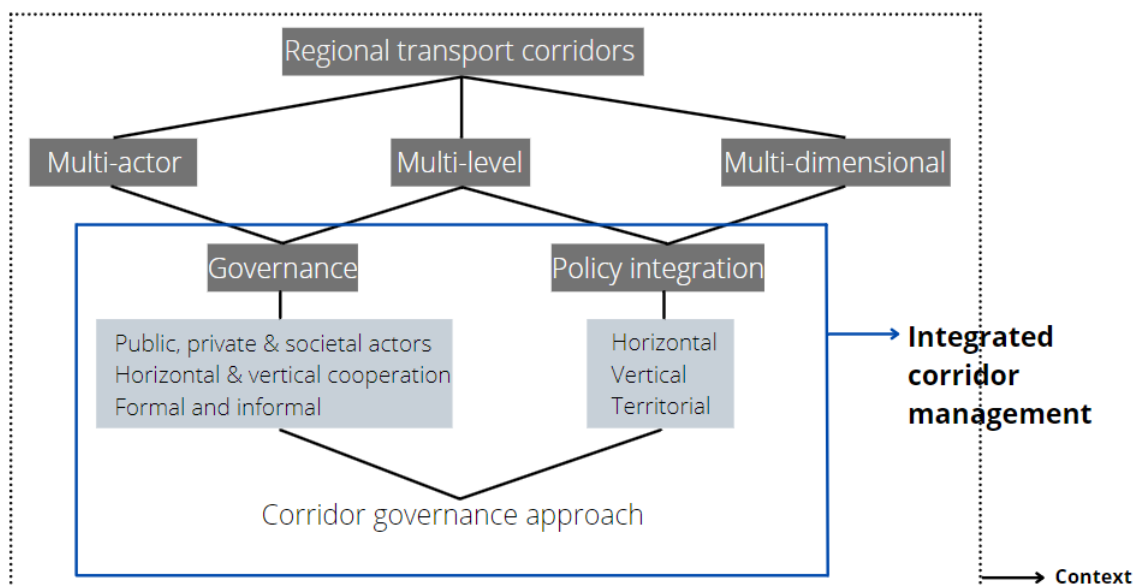 Regional transport corridors
Multi-actor
Multi-level
Multi-dimensional
Governance
Policy integration
Public, private & societal actors
Horizontal & vertical cooperation
Formal and informal
Horizontal
Vertical
Territorial
Integrated
corridor
management
Corridor governance approach
Context